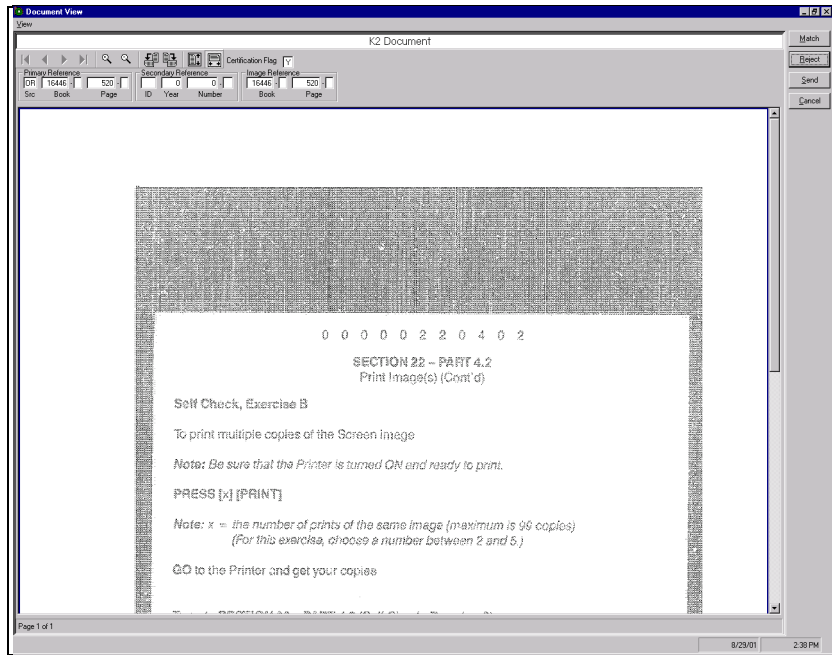 Document View
View
K2 Document
Match
Reject
Send
Cancel
Certification Flag Y
Primary Reference
OR 16446 - 520 -
Src Book Page
Secondary Reference
0 0 -
ID Year Number
Image Reference
16446 - 520 -
Book Page
0 0 0 0 0 2 2 0 4 0 2
SECTION 22 – PART 4.2
Print Image(s) (Cont'd)
Self Check, Exercise B
To print multiple copies of the Screen image
Note: Be sure that the Printer is turned ON and ready to print.
PRESS [x] [PRINT]
Note: x = the number of prints of the same image (maximum is 99 copies)
(For this exercise, choose a number between 2 and 5.)
GO to the Printer and get your copies
Page 1 of 1
8/29/01 2:38 PM